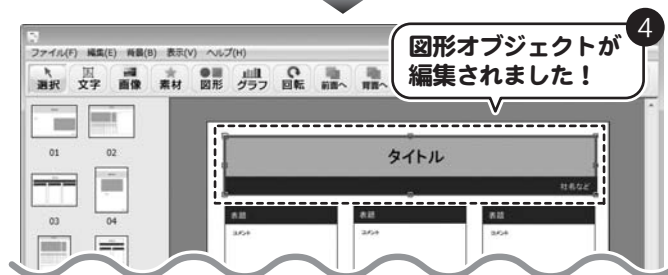 4
図形オブジェクトが
編集されました！
ファイル(F) 編集(E) 背景(B) 表示(V) ヘルプ(H)
選択 文字 画像 素材 図形 グラフ 回転 前面へ 背面へ
01 02
03 04
タイトル
社名など
表題 表題 表題
コメント コメント コメント